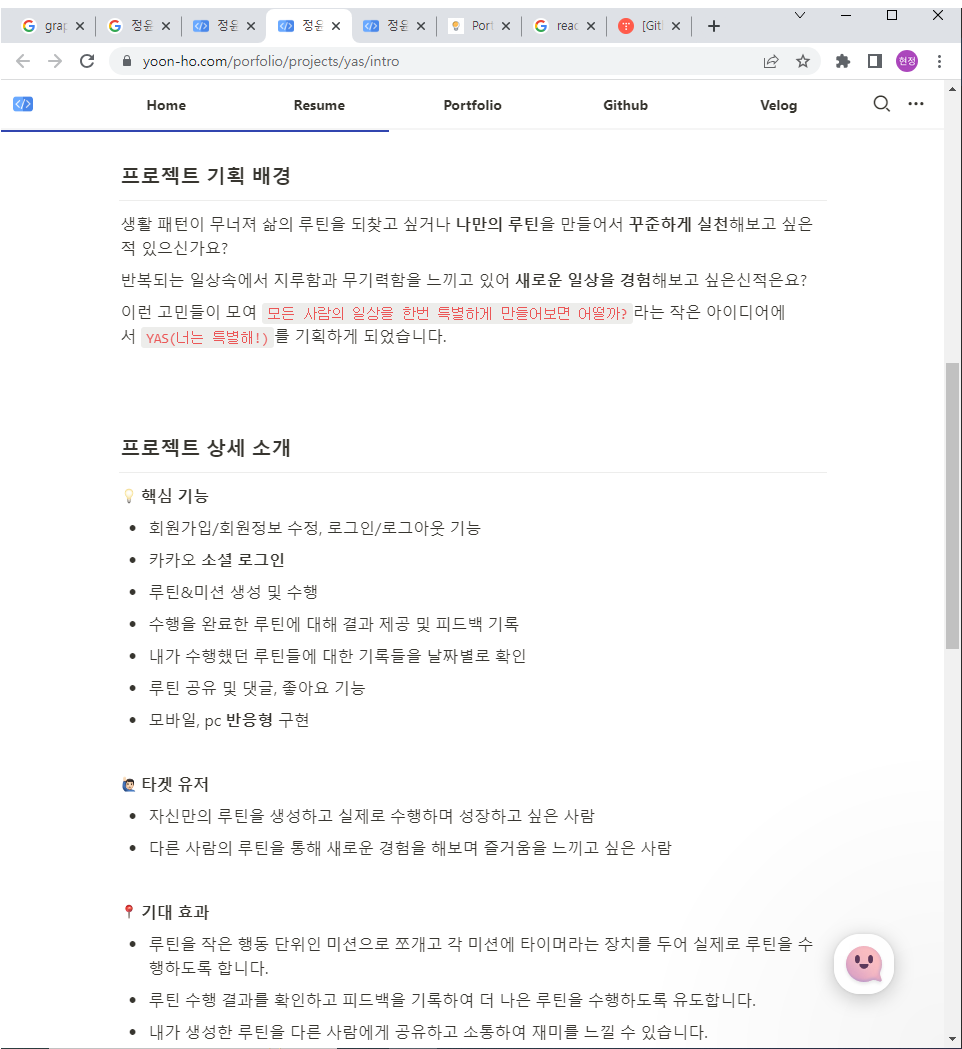 grap
정윤
정윤
정윤
정윤
Port
reac
[Git
yoon-ho.com/porfolio/projects/yas/intro
현정
Home Resume Portfolio Github Velog
프로젝트 기획 배경
생활 패턴이 무너져 삶의 루틴을 되찾고 싶거나 나만의 루틴을 만들어서 꾸준하게 실천해보고 싶은
적 있으신가요?
반복되는 일상속에서 지루함과 무기력함을 느끼고 있어 새로운 일상을 경험해보고 싶은신적은요?
이런 고민들이 모여 모든 사람의 일상을 한번 특별하게 만들어보면 어떨까? 라는 작은 아이디어에
서 YAS(너는 특별해!) 를 기획하게 되었습니다.
프로젝트 상세 소개
핵심 기능
회원가입/회원정보 수정, 로그인/로그아웃 기능
카카오 소셜 로그인
루틴&미션 생성 및 수행
수행을 완료한 루틴에 대해 결과 제공 및 피드백 기록
내가 수행했던 루틴들에 대한 기록들을 날짜별로 확인
루틴 공유 및 댓글, 좋아요 기능
모바일, pc 반응형 구현
타켓 유저
자신만의 루틴을 생성하고 실제로 수행하며 성장하고 싶은 사람
다른 사람의 루틴을 통해 새로운 경험을 해보며 즐거움을 느끼고 싶은 사람
기대 효과
루틴을 작은 행동 단위인 미션으로 쪼개고 각 미션에 타이머라는 장치를 두어 실제로 루틴을 수
행하도록 합니다.
루틴 수행 결과를 확인하고 피드백을 기록하여 더 나은 루틴을 수행하도록 유도합니다.
내가 생성한 루틴을 다른 사람에게 공유하고 소통하여 재미를 느낄 수 있습니다.